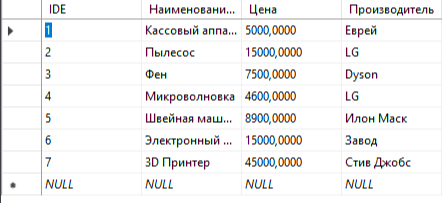 IDE Наименовани... Цена Производитель
1 Кассовый аппа... 5000,0000 Еврей
2 Пылесос 15000,0000 LG
3 Фен 7500,0000 Dyson
4 Микроволновка 4600,0000 LG
5 Швейная маш... 8900,0000 Илон Маск
6 Электронный ... 15000,0000 Завод
7 3D Принтер 45000,0000 Стив Джобс
NULL NULL NULL NULL